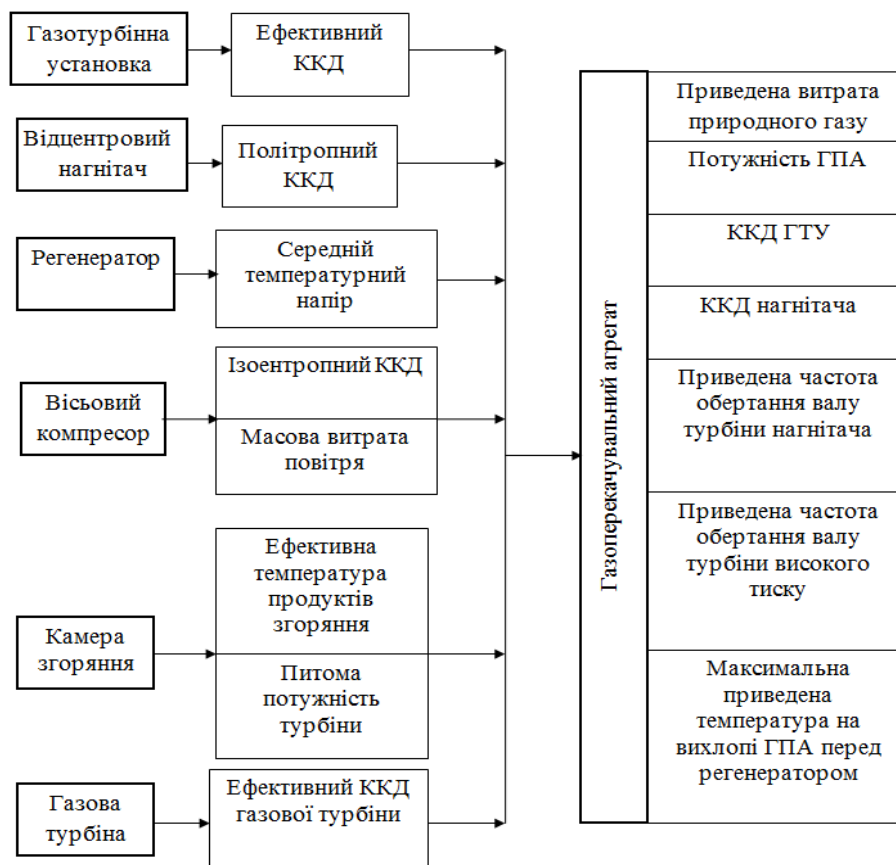 Газотурбінна
установка
Ефективний
ККД
Відцентровий
нагнітач
Політропний
ККД
Регенератор
Середній
температурний
напір
Вісьовий
компресор
Ізоентропний ККД
Масова витрата
повітря
Камера
згоряння
Ефективна
температура
продуктів
згоряння
Питома
потужність
турбіни
Газова
турбіна
Ефективний ККД
газової турбіни
Газоперекачувальний агрегат
Приведена витрата
природного газу
Потужність ГПА
ККД ГТУ
ККД нагнітача
Приведена частота
обертання валу
турбіни нагнітача
Приведена частота
обертання валу
турбіни високого
тиску
Максимальна
приведена
температура на
вихлопі ГПА перед
регенератором